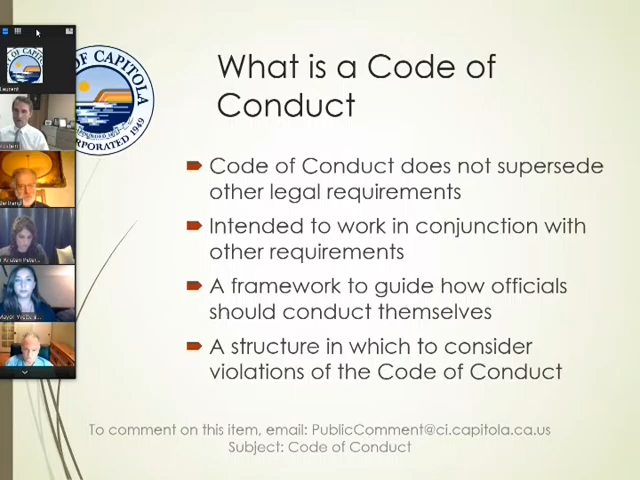 What is a Code of
Conduct
Code of Conduct does not supersede
other legal requirements
Intended to work in conjunction with
other requirements
A framework to guide how officials
should conduct themselves
A structure in which to consider
violations of the Code of Conduct
To comment on this item, email: PublicComment@ci.capitola.ca.us
Subject: Code of Conduct
OF CAPITOLA
ORPORATED 1949